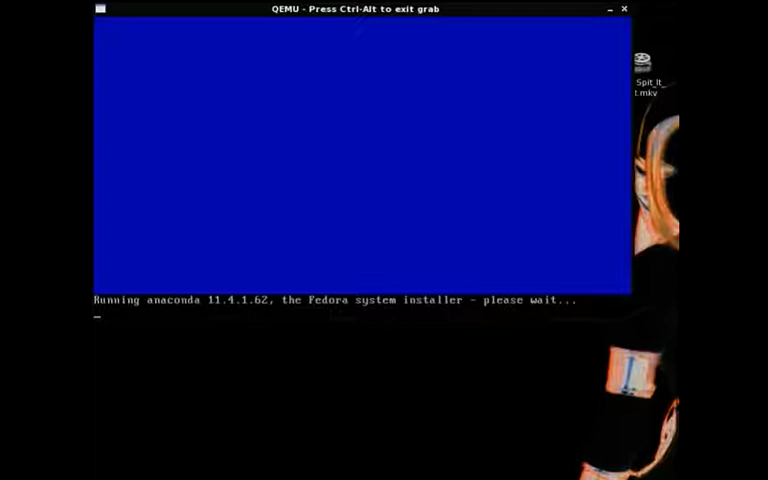 QEMU - Press Ctrl-Alt to exit grab
Spit_It_
t.mkv
Running anaconda 11.4.1.62, the Fedora system installer - please wait...